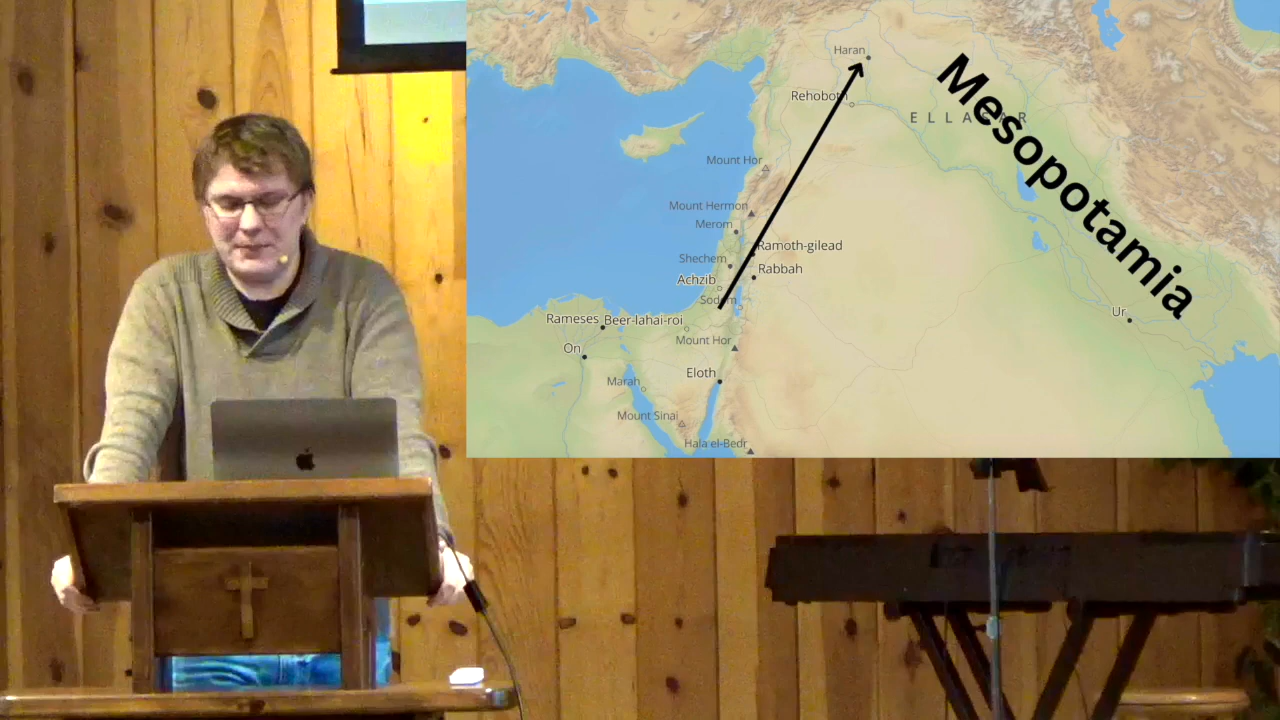 Haran
Rehoboth
ELLASAR
Mesopotamia
Mount Hor
Mount Hermon
Merom
Ramoth-gilead
Shechem
Rabbah
Achzib
Sodom
Rameses
Beer-lahai-roi
Ur
On
Mount Hor
Eloth
Marah
Mount Sinai
Hala el-Bedr